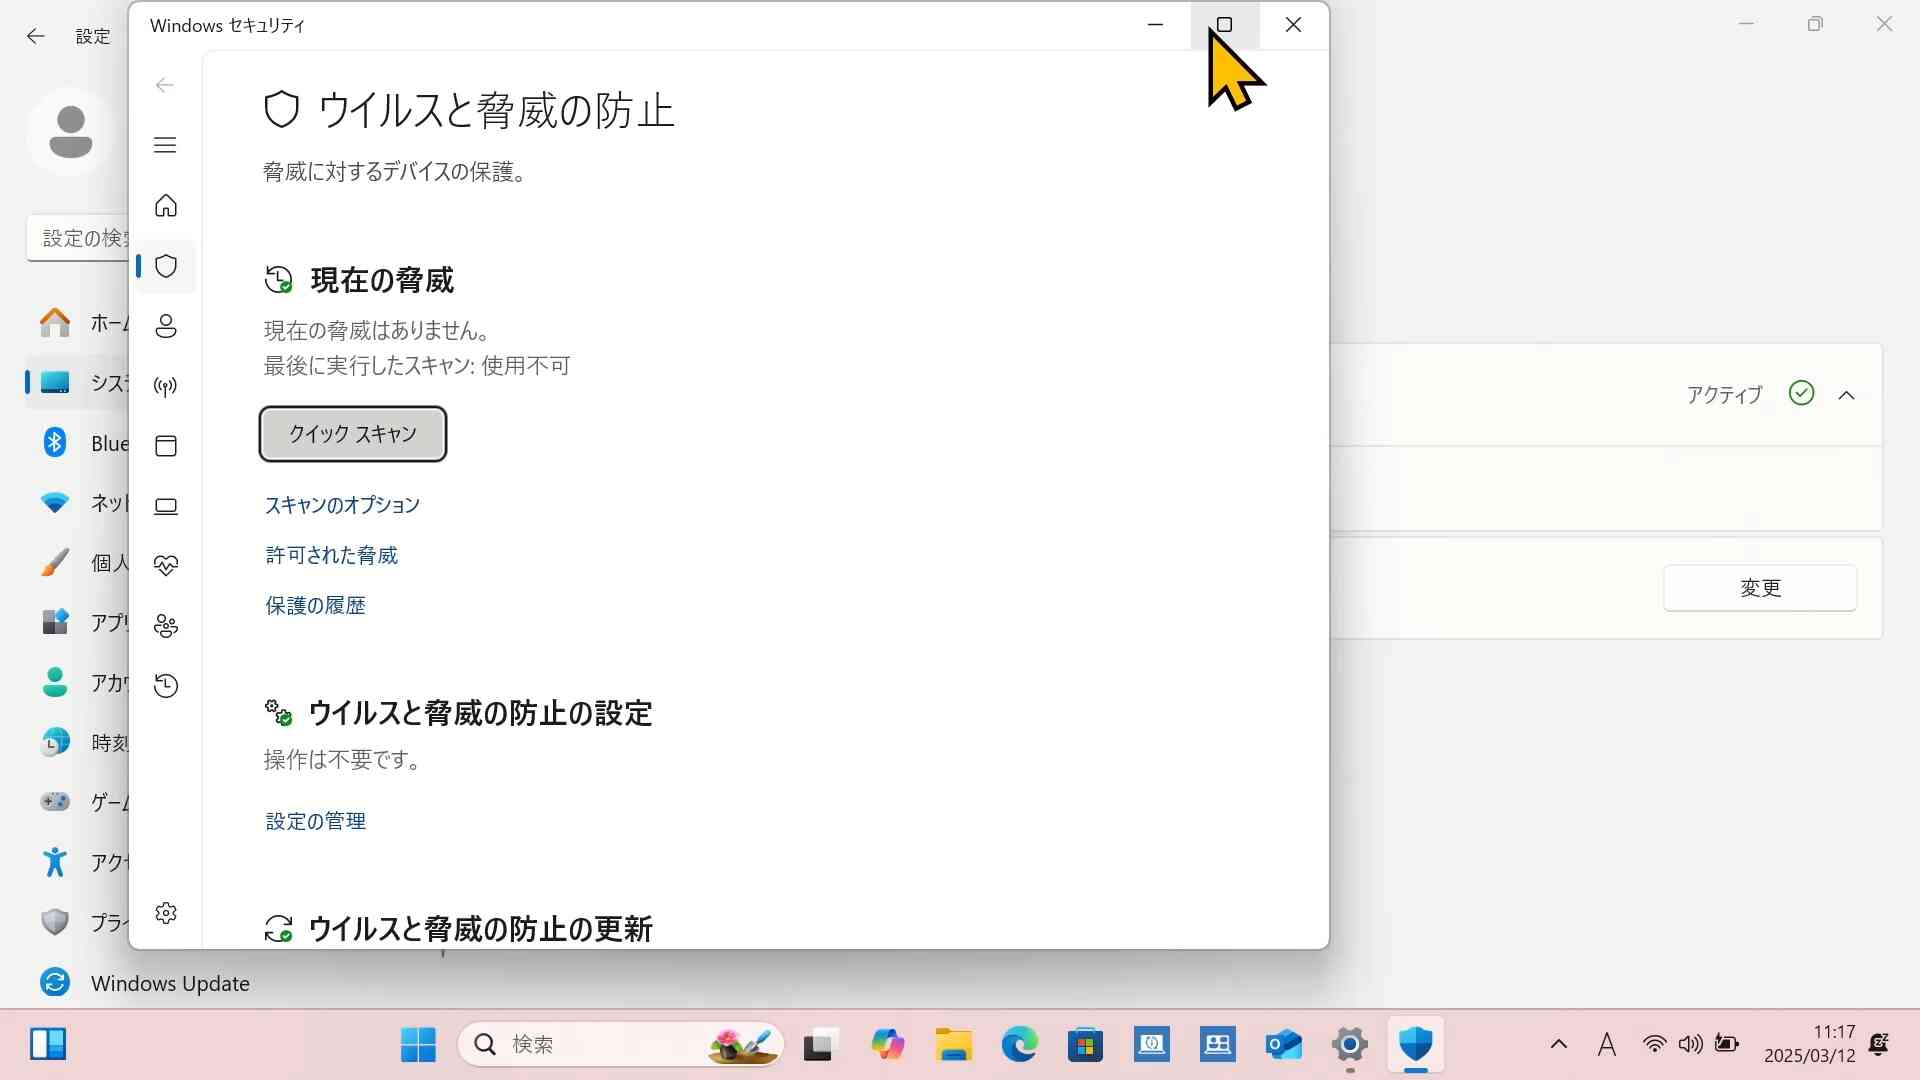 設定
Windows セキュリティ
ウイルスと脅威の防止
脅威に対するデバイスの保護。
設定の検
現在の脅威
ホーム
現在の脅威はありません。
最後に実行したスキャン: 使用不可
シス
アクティブ
クイック スキャン
Blue
ネッ
スキャンのオプション
許可された脅威
個人
変更
保護の履歴
アプリ
アカ
ウイルスと脅威の防止の設定
時刻
操作は不要です。
ゲー
設定の管理
アクセ
プライ
ウイルスと脅威の防止の更新
Windows Update
検索
A
11:17
2025/03/12